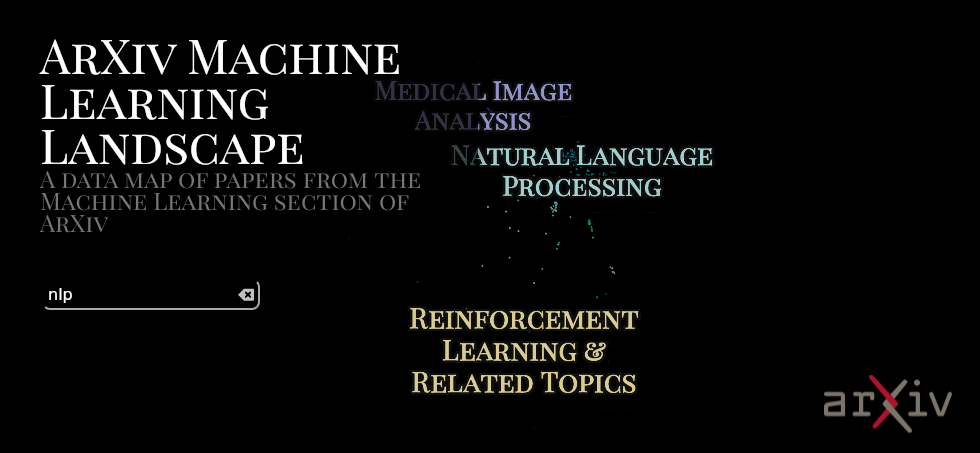 ArXiv Machine
Learning
Landscape
A data map of papers from the
Machine Learning section of
ArXiv
nlp
Medical Image
Analysis
Natural Language
Processing
Reinforcement
Learning &
Related Topics
arXiv